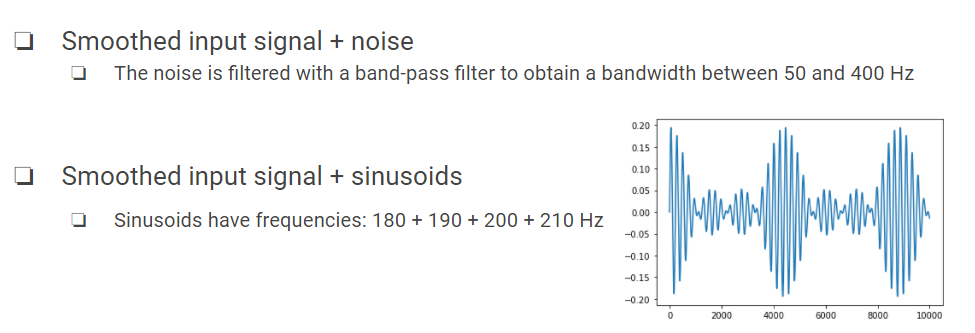 Smoothed input signal + noise
The noise is filtered with a band-pass filter to obtain a bandwidth between 50 and 400 Hz
Smoothed input signal + sinusoids
Sinusoids have frequencies: 180 + 190 + 200 + 210 Hz
0.20
0.15
0.10
0.05
0.00
−0.05
−0.10
−0.15
−0.20
0 2000 4000 6000 8000 10000